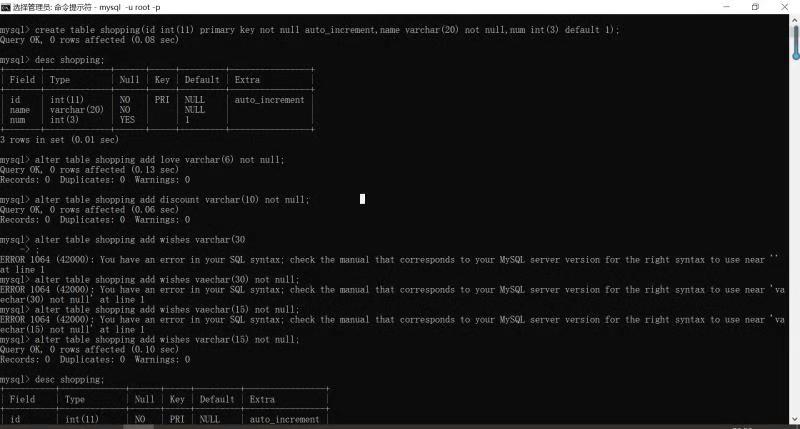 选择管理员: 命令提示符 - mysql -u root -p
mysql> create table shopping(id int(11) primary key not null auto_increment,name varchar(20) not null,num int(3) default 1);
Query OK, 0 rows affected (0.08 sec)
mysql> desc shopping;
+-------+-------------+------+-----+---------+----------------+
| Field | Type | Null | Key | Default | Extra |
+-------+-------------+------+-----+---------+----------------+
| id | int(11) | NO | PRI | NULL | auto_increment |
| name | varchar(20) | NO | | NULL | |
| num | int(3) | YES | | 1 | |
+-------+-------------+------+-----+---------+----------------+
3 rows in set (0.01 sec)
mysql> alter table shopping add love varchar(6) not null;
Query OK, 0 rows affected (0.13 sec)
Records: 0 Duplicates: 0 Warnings: 0
mysql> alter table shopping add discount varchar(10) not null;
Query OK, 0 rows affected (0.06 sec)
Records: 0 Duplicates: 0 Warnings: 0
mysql> alter table shopping add wishes varchar(30
-> ;
ERROR 1064 (42000): You have an error in your SQL syntax; check the manual that corresponds to your MySQL server version for the right syntax to use near ''
at line 1
mysql> alter table shopping add wishes vaechar(30) not null;
ERROR 1064 (42000): You have an error in your SQL syntax; check the manual that corresponds to your MySQL server version for the right syntax to use near 'va
echar(30) not null' at line 1
mysql> alter table shopping add wishes vaechar(15) not null;
ERROR 1064 (42000): You have an error in your SQL syntax; check the manual that corresponds to your MySQL server version for the right syntax to use near 'va
echar(15) not null' at line 1
mysql> alter table shopping add wishes varchar(15) not null;
Query OK, 0 rows affected (0.10 sec)
Records: 0 Duplicates: 0 Warnings: 0
mysql> desc shopping;
+----------+-------------+------+-----+---------+----------------+
| Field | Type | Null | Key | Default | Extra |
+----------+-------------+------+-----+---------+----------------+
| id | int(11) | NO | PRI | NULL | auto_increment |